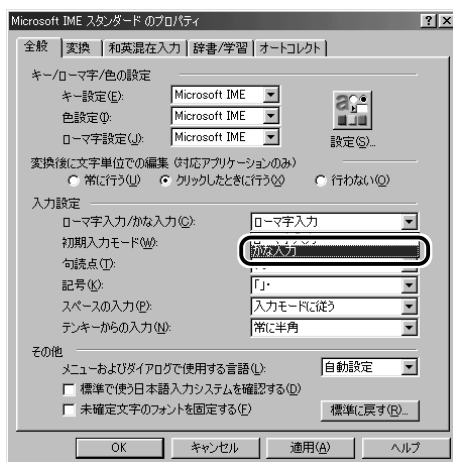 Microsoft IME スタンダード のプロパティ
全般 変換 和英混在入力 辞書/学習 オートコレクト
キー/ローマ字/色の設定
キー設定(E): Microsoft IME
色設定(I): Microsoft IME
ローマ字設定(J): Microsoft IME
設定(S)...
変換後に文字単位での編集 (対応アプリケーションのみ)
常に行う(U) クリックしたときに行う(X) 行わない(O)
入力設定
ローマ字入力/かな入力(C): ローマ字入力
初期入力モード(W):
かな入力
句読点(T):
記号(K): 「」・
スペースの入力(P): 入力モードに従う
テンキーからの入力(N): 常に半角
その他
メニューおよびダイアログで使用する言語(L): 自動設定
標準で使う日本語入力システムを確認する(D)
未確定文字のフォントを固定する(F) 標準に戻す(R)...
OK キャンセル 適用(A) ヘルプ